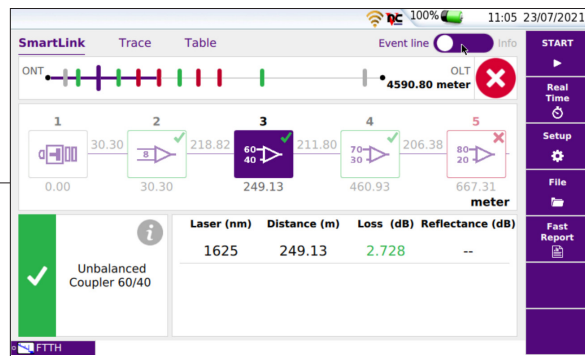 100% 11:05 23/07/2021
SmartLink Trace Table Event line Info START
ONT OLT
4590.80 meter
Real
Time
Setup
1 2 3 4 5
30.30 218.82 211.80 206.38
8 60 40 70 30 80 20
0.00 30.30 249.13 460.93 667.31
meter
File
Fast
Report
Laser (nm) Distance (m) Loss (dB) Reflectance (dB)
1625 249.13 2.728 --
Unbalanced
Coupler 60/40
FTTH